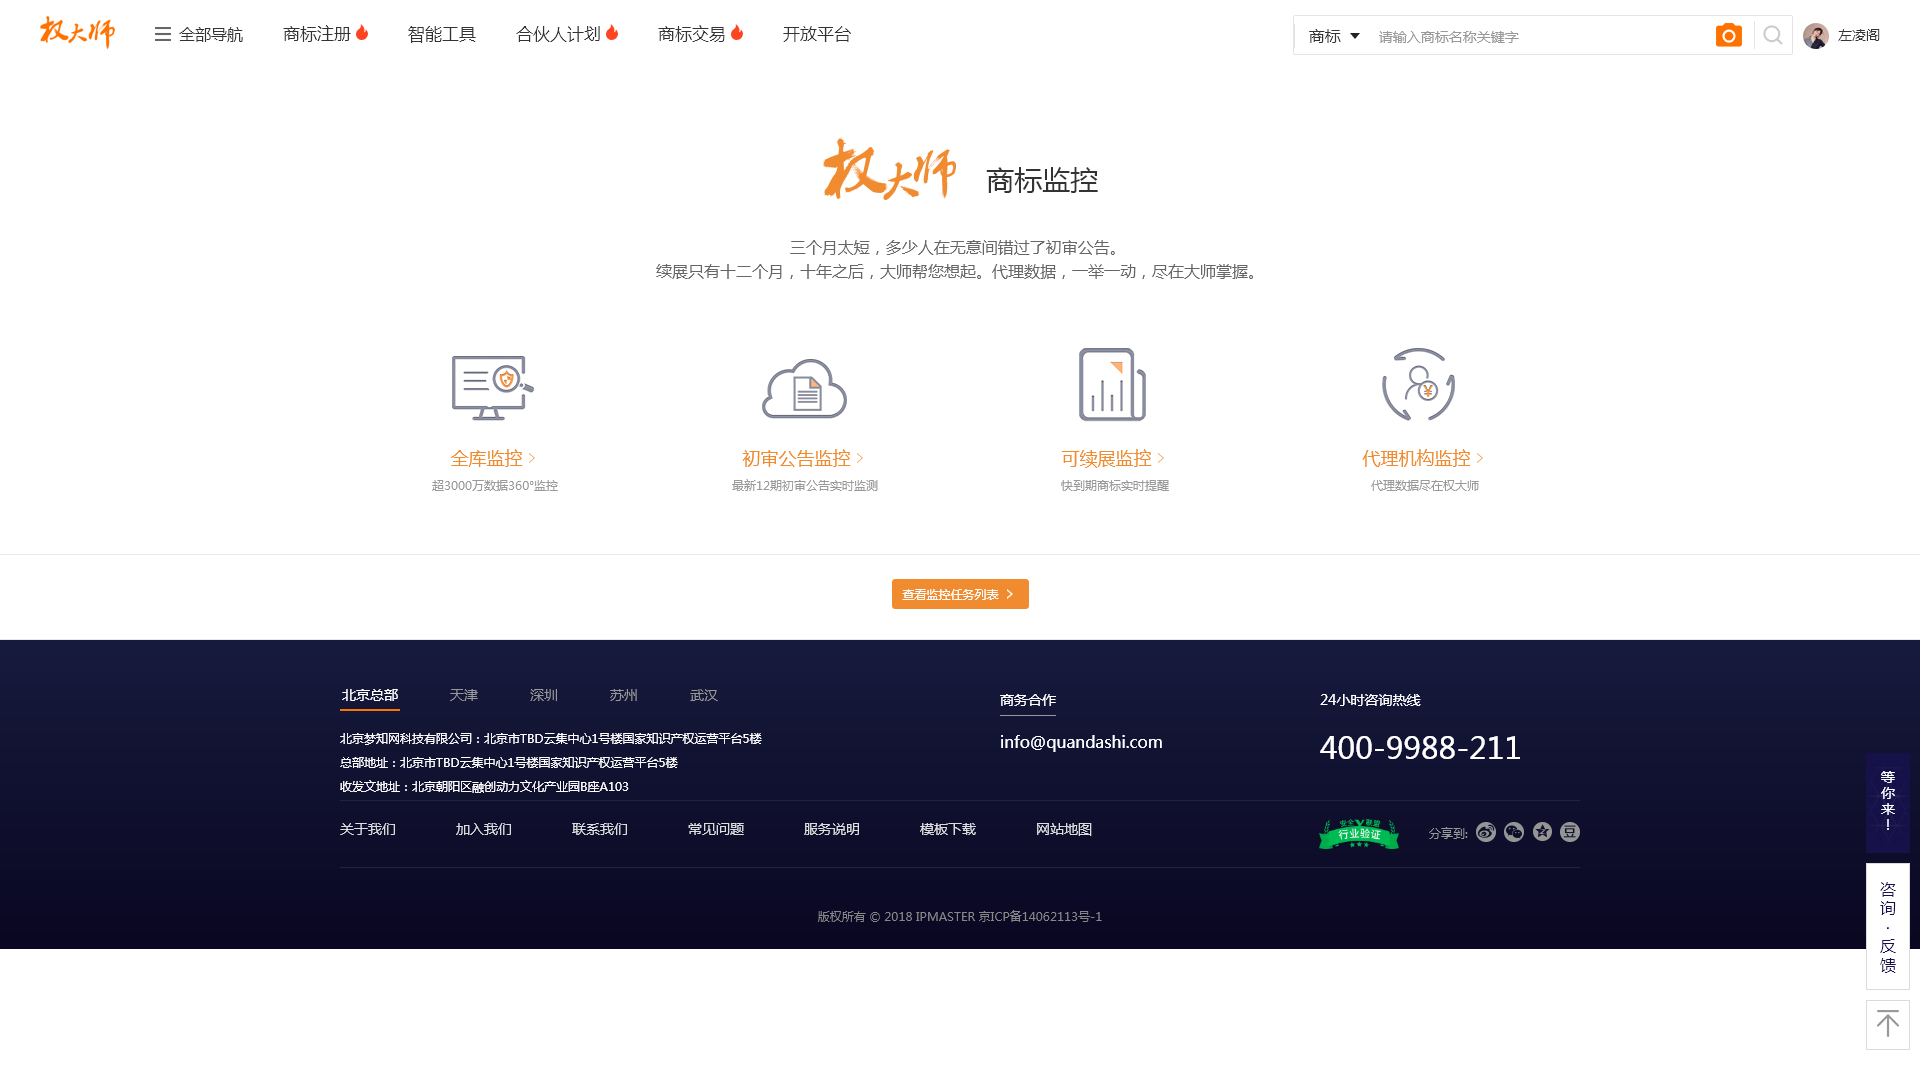 权大师 全部导航 商标注册 智能工具 合伙人计划 商标交易 开放平台 商标 请输入商标名称关键字 左凌阁
权大师 商标监控
三个月太短，多少人在无意间错过了初审公告。
续展只有十二个月，十年之后，大师帮您想起。代理数据，一举一动，尽在大师掌握。
全库监控 初审公告监控 可续展监控 代理机构监控
超3000万数据360°监控 最新12期初审公告实时监测 快到期商标实时提醒 代理数据尽在权大师
查看监控任务列表
北京总部 天津 深圳 苏州 武汉 商务合作 24小时咨询热线
北京梦知网科技有限公司：北京市TBD云集中心1号楼国家知识产权运营平台5楼 info@quandashi.com 400-9988-211
总部地址：北京市TBD云集中心1号楼国家知识产权运营平台5楼
收发文地址：北京朝阳区融创动力文化产业园B座A103
关于我们 加入我们 联系我们 常见问题 服务说明 模板下载 网站地图 安全V联盟 行业验证 分享到: 豆
版权所有 © 2018 IPMASTER 京ICP备14062113号-1
等你来！
咨询·反馈